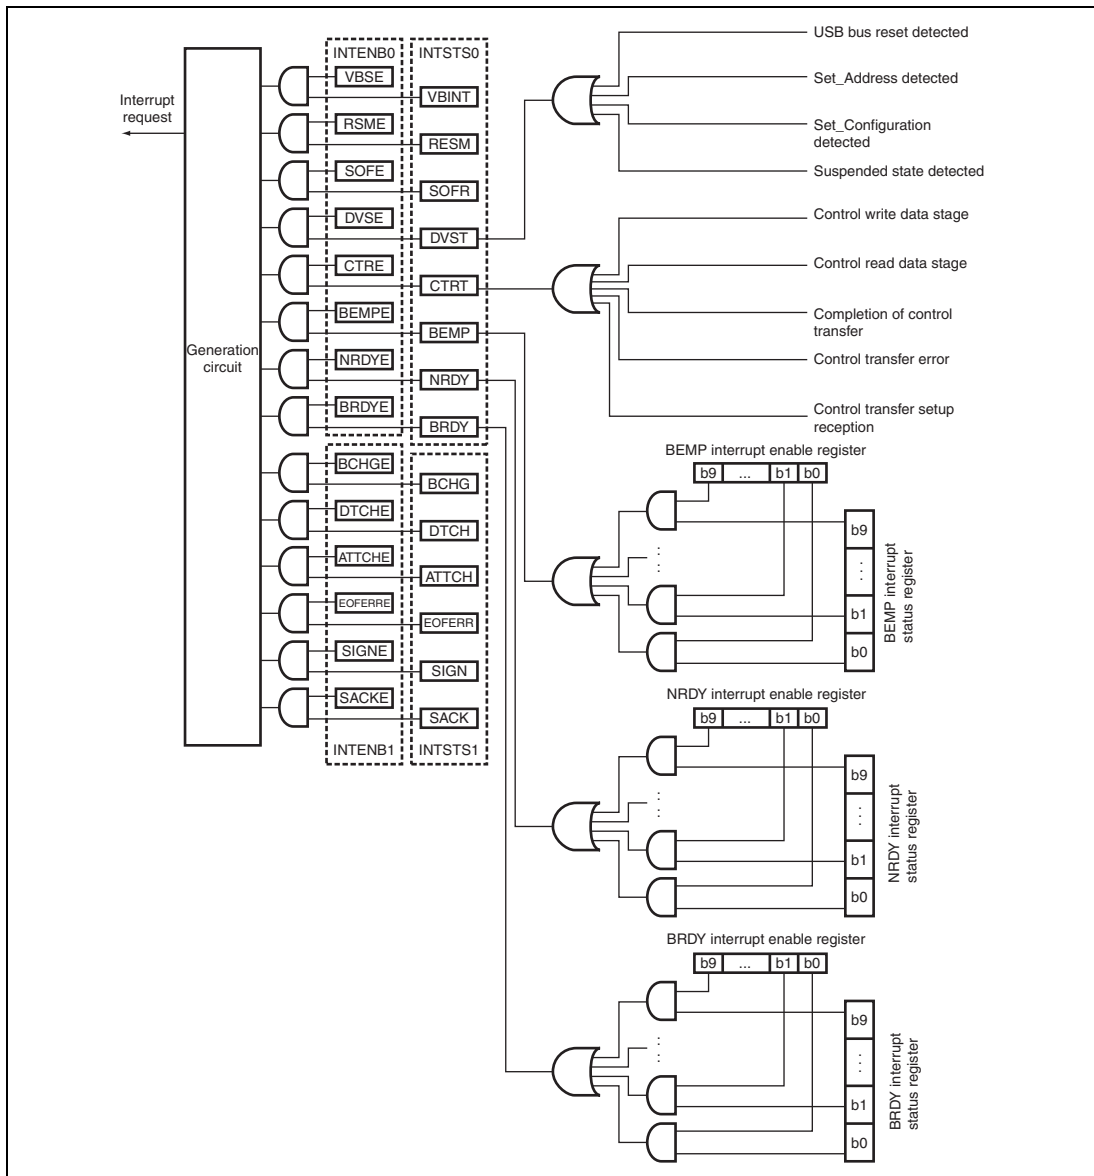 Interrupt
request
Generation
circuit
INTENB0
VBSE
RSME
SOFE
DVSE
CTRE
BEMPE
NRDYE
BRDYE
INTSTS0
VBINT
RESM
SOFR
DVST
CTRT
BEMP
NRDY
BRDY
BCHGE
DTCHE
ATTCHE
EOFERRE
SIGNE
SACKE
INTENB1
BCHG
DTCH
ATTCH
EOFERR
SIGN
SACK
INTSTS1
USB bus reset detected
Set_Address detected
Set_Configuration
detected
Suspended state detected
Control write data stage
Control read data stage
Completion of control
transfer
Control transfer error
Control transfer setup
reception
BEMP interrupt enable register
b9 ... b1 b0
b9
...
b1
b0
BEMP interrupt
status register
NRDY interrupt enable register
b9 ... b1 b0
b9
...
b1
b0
NRDY interrupt
status register
BRDY interrupt enable register
b9 ... b1 b0
b9
...
b1
b0
BRDY interrupt
status register